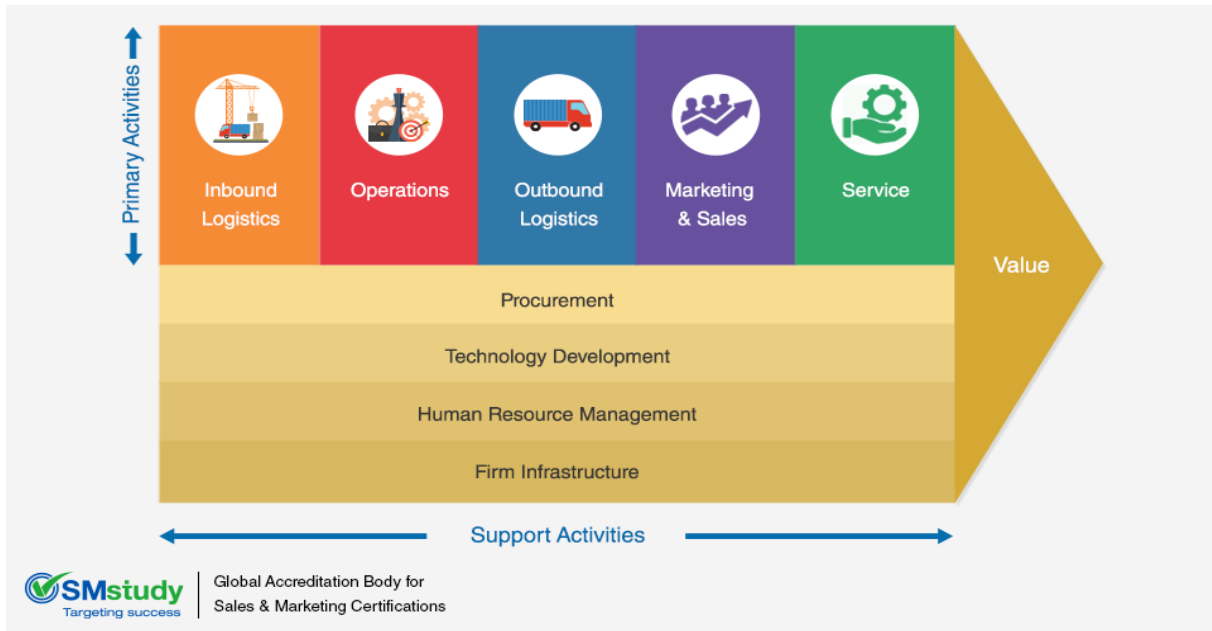 Primary Activities
Inbound
Logistics
Operations
Outbound
Logistics
Marketing
& Sales
Service
Value
Procurement
Technology Development
Human Resource Management
Firm Infrastructure
Support Activities
SMstudy
Targeting success
Global Accreditation Body for
Sales & Marketing Certifications